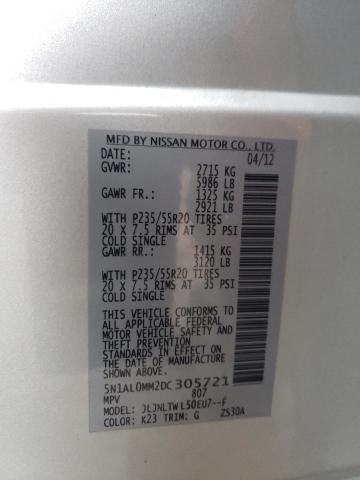 MFD BY NISSAN MOTOR CO., LTD.
DATE: 04/12
GVWR: 2715 KG
5986 LB
GAWR FR.: 1325 KG
2921 LB
WITH P235/55R20 TIRES
20 X 7.5 RIMS AT 35 PSI
COLD SINGLE
GAWR RR.: 1415 KG
3120 LB
WITH P235/55R20 TIRES
20 X 7.5 RIMS AT 35 PSI
COLD SINGLE
THIS VEHICLE CONFORMS TO
ALL APPLICABLE FEDERAL
MOTOR VEHICLE SAFETY AND
THEFT PREVENTION
STANDARDS IN EFFECT ON
THE DATE OF MANUFACTURE
SHOWN ABOVE.
5N1AL0MM2DC305721
MPV 807
JLJNLTWL50EU7--F
COLOR: K23 TRIM: G ZS30A